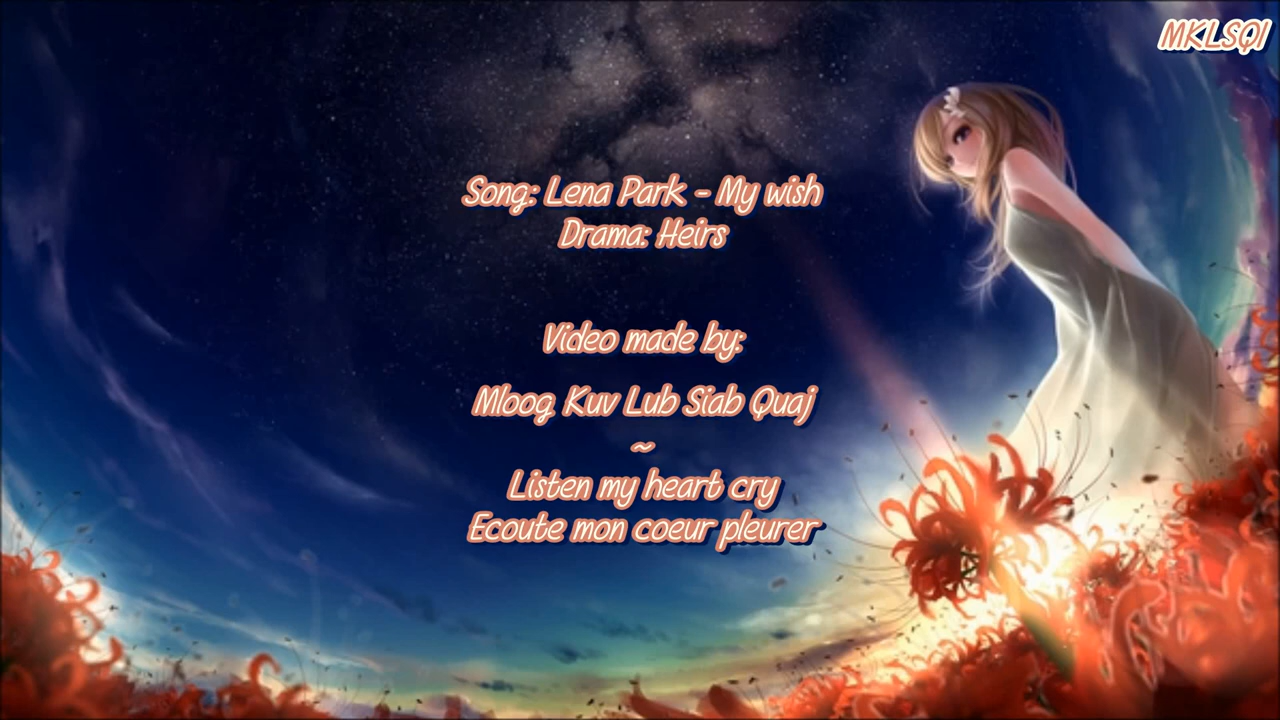 MKLSQI
Song: Lena Park - My wish
Drama: Heirs
Video made by:
Mloog Kuv Lub Siab Quaj
~
Listen my heart cry
Ecoute mon coeur pleurer